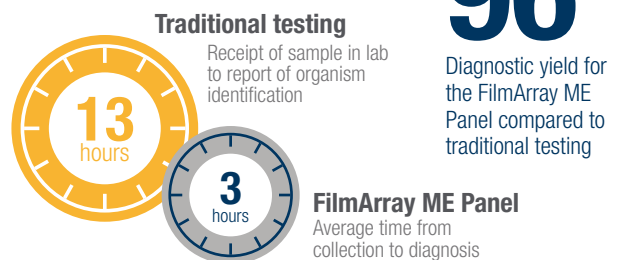 Traditional testing
Receipt of sample in lab
to report of organism
identification
13
hours
Diagnostic yield for
the FilmArray ME
Panel compared to
traditional testing
3
hours
FilmArray ME Panel
Average time from
collection to diagnosis